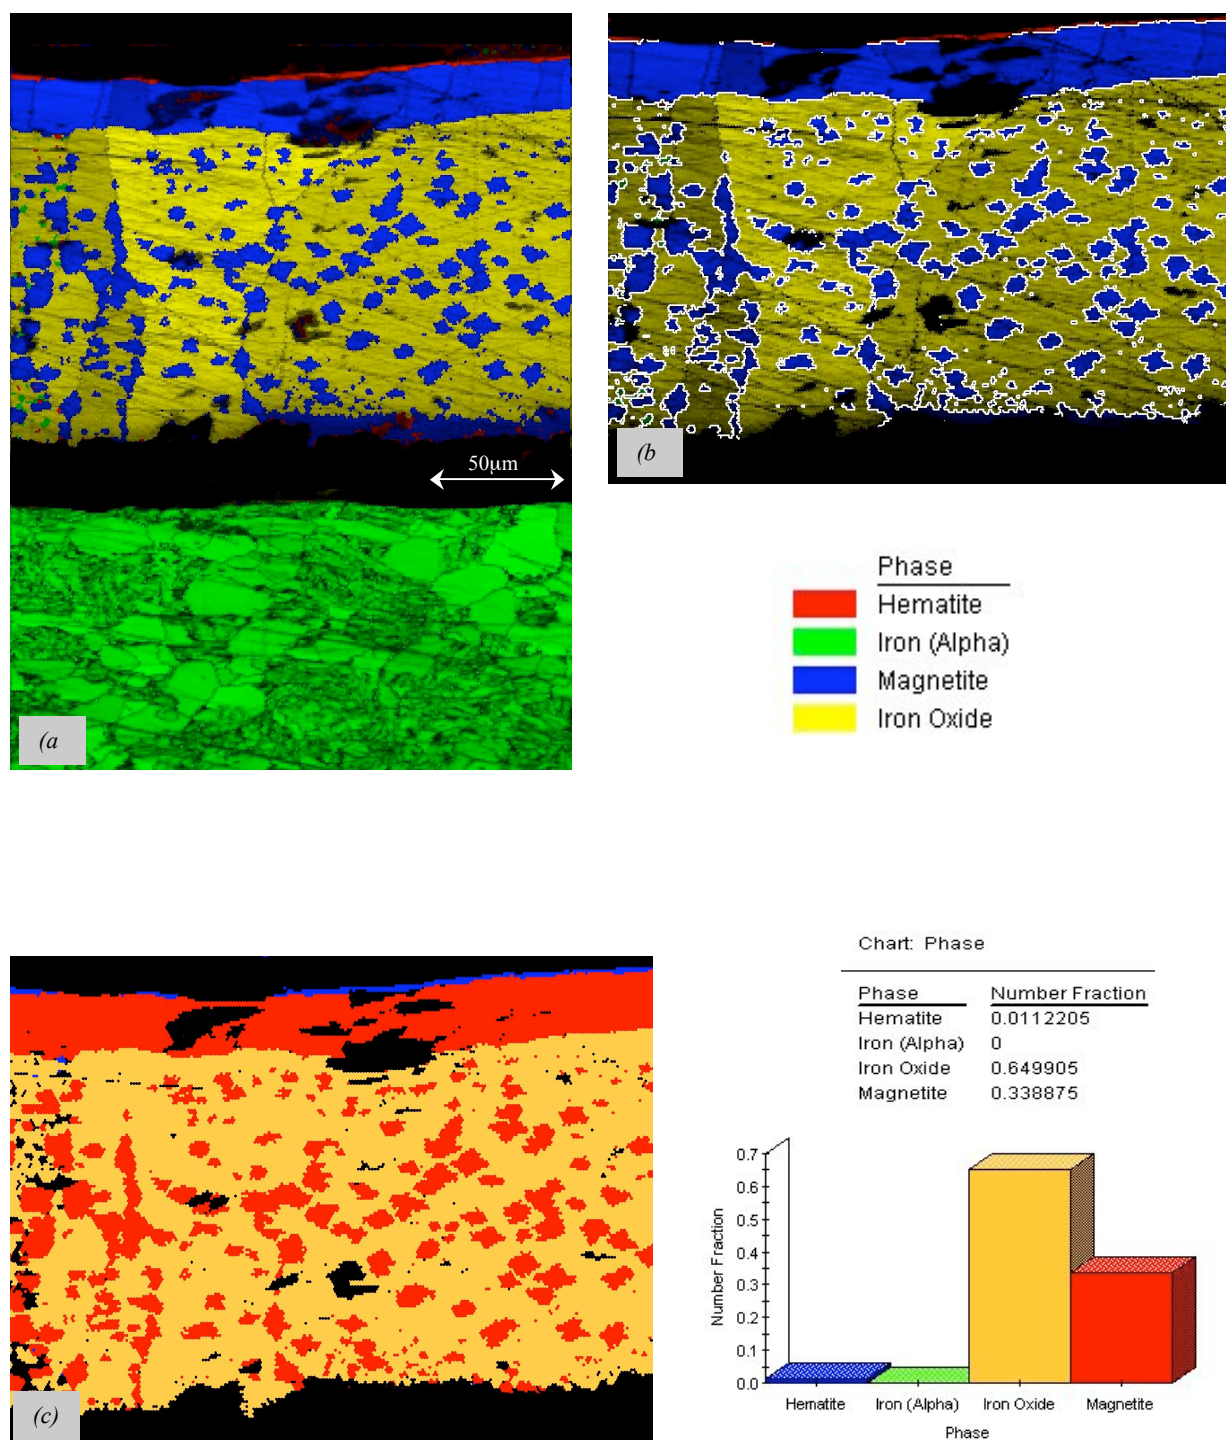 50µm
(a
(b
Phase
Hematite
Iron (Alpha)
Magnetite
Iron Oxide
(c)
Chart: Phase
Phase Number Fraction
Hematite 0.0112205
Iron (Alpha) 0
Iron Oxide 0.649905
Magnetite 0.338875
0.7
0.6
0.5
0.4
0.3
0.2
0.1
0.0
Number Fraction
Hematite Iron (Alpha) Iron Oxide Magnetite
Phase